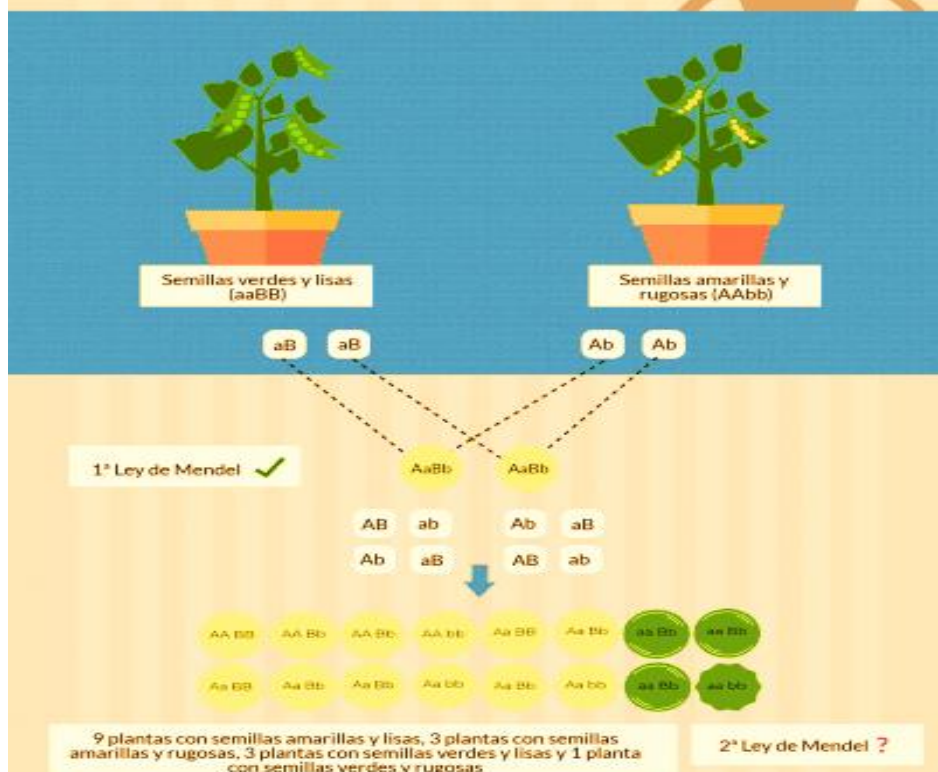 Semillas verdes y lisas
(aaBB)
Semillas amarillas y
rugosas (AAbb)
aB aB Ab Ab
1ª Ley de Mendel
AaBb AaBb
AB ab Ab aB
Ab aB AB ab
AA BB AA Bb AA Bb AA bb Aa BB Aa Bb aa Bb aa Bb
Aa BB Aa Bb Aa Bb Aa bb Aa Bb Aa bb aa Bb aa bb
9 plantas con semillas amarillas y lisas, 3 plantas con semillas
amarillas y rugosas, 3 plantas con semillas verdes y lisas y 1 planta
con semillas verdes y rugosas
2ª Ley de Mendel ?